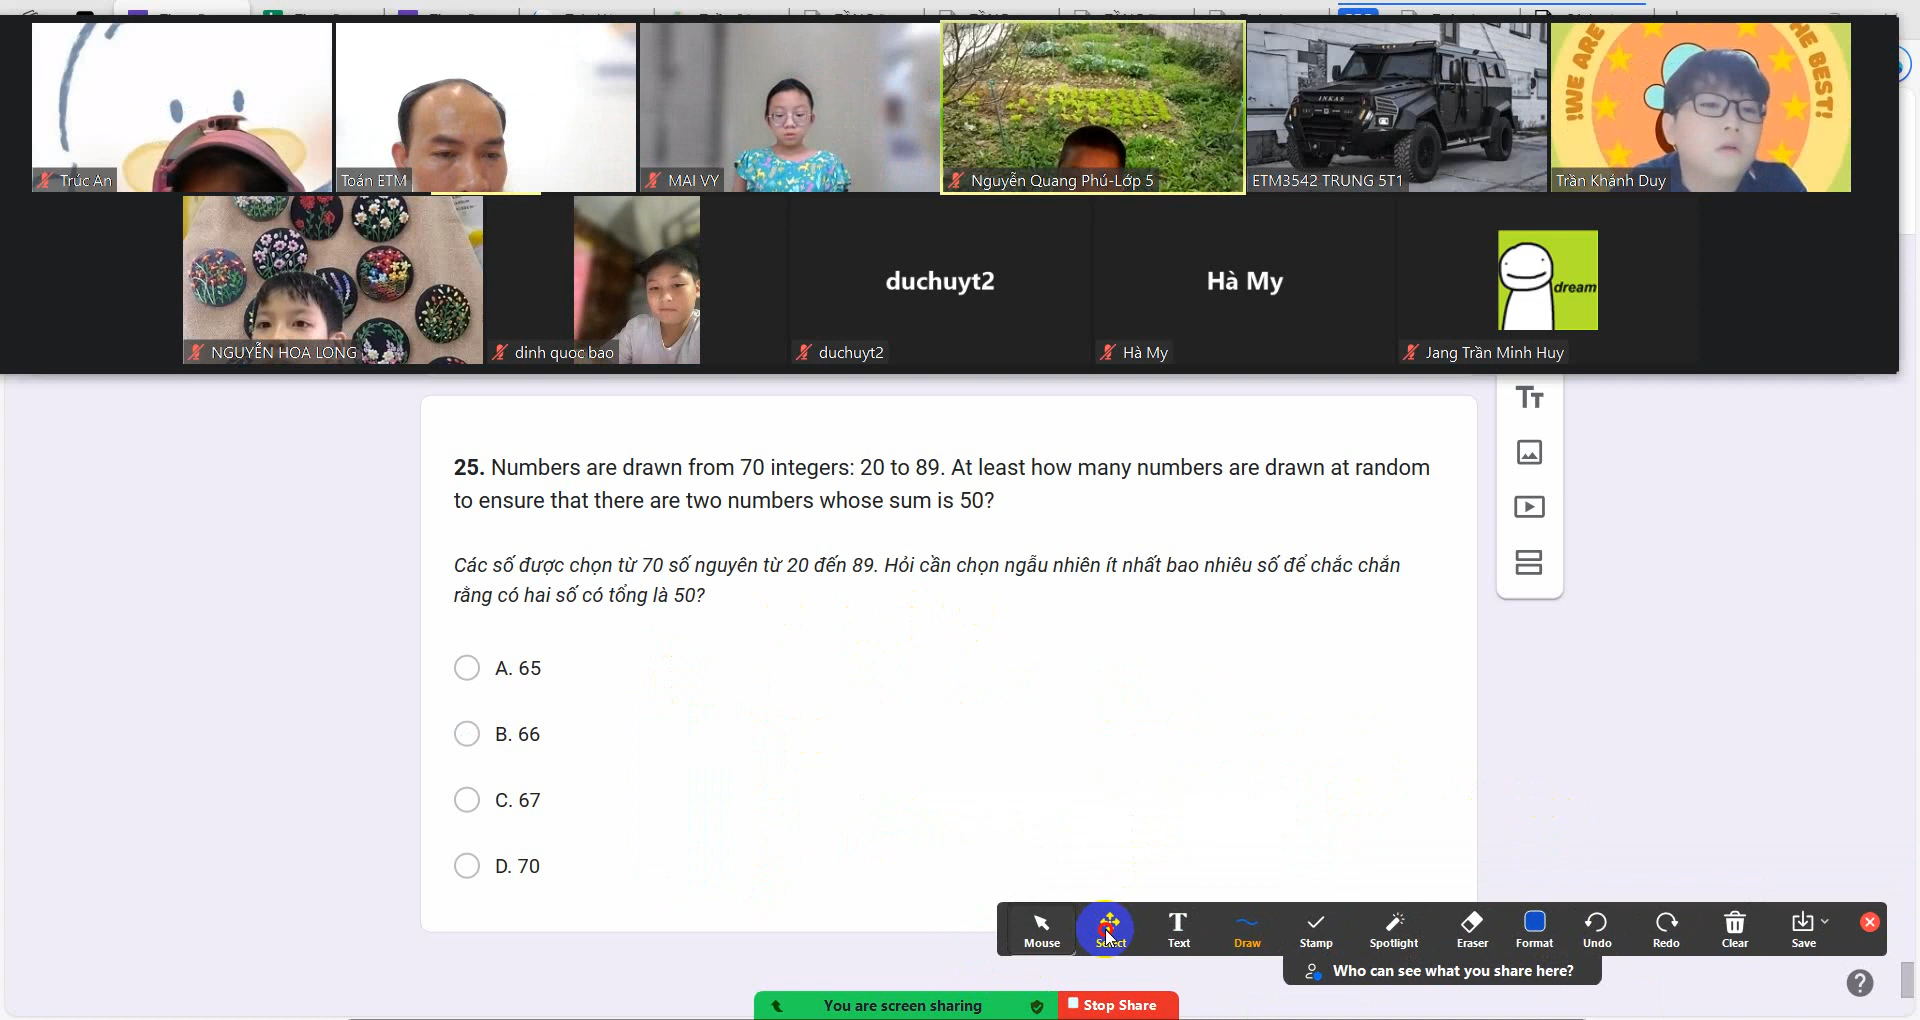 !WE ARE
HE BEST!
INKAS
Trúc An
Toán ETM
MAI VY
Nguyễn Quang Phú-Lớp 5
ETM3542 TRUNG 5T1
Trần Khánh Duy
duchuyt2
Hà My
dream
NGUYỄN HOA LONG
dinh quoc bao
duchuyt2
Hà My
Jang Trần Minh Huy
25. Numbers are drawn from 70 integers: 20 to 89. At least how many numbers are drawn at random
to ensure that there are two numbers whose sum is 50?
Các số được chọn từ 70 số nguyên từ 20 đến 89. Hỏi cần chọn ngẫu nhiên ít nhất bao nhiêu số để chắc chắn
rằng có hai số có tổng là 50?
A. 65
B. 66
C. 67
D. 70
Mouse
Select
Text
Draw
Stamp
Spotlight
Eraser
Format
Undo
Redo
Clear
Save
Who can see what you share here?
You are screen sharing
Stop Share